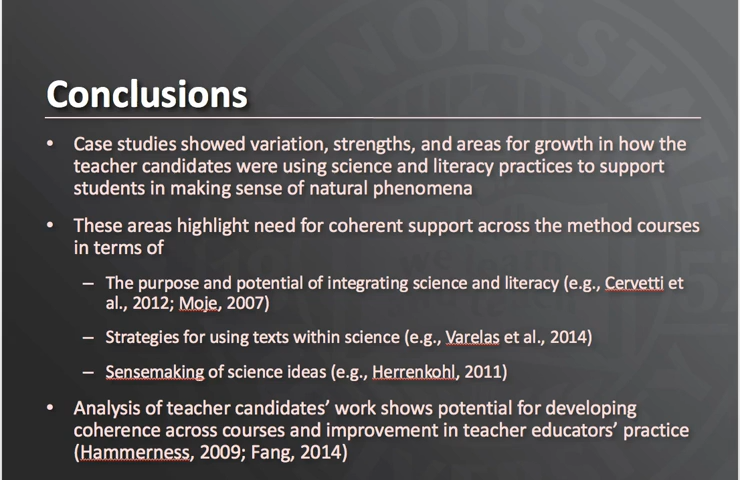 ILLINOIS STATE
Conclusions
• Case studies showed variation, strengths, and areas for growth in how the
teacher candidates were using science and literacy practices to support
students in making sense of natural phenomena
• These areas highlight need for coherent support across the method courses
in terms of
– The purpose and potential of integrating science and literacy (e.g., Cervetti et
al., 2012; Moje, 2007)
– Strategies for using texts within science (e.g., Varelas et al., 2014)
– Sensemaking of science ideas (e.g., Herrenkohl, 2011)
• Analysis of teacher candidates’ work shows potential for developing
coherence across courses and improvement in teacher educators’ practice
(Hammerness, 2009; Fang, 2014)